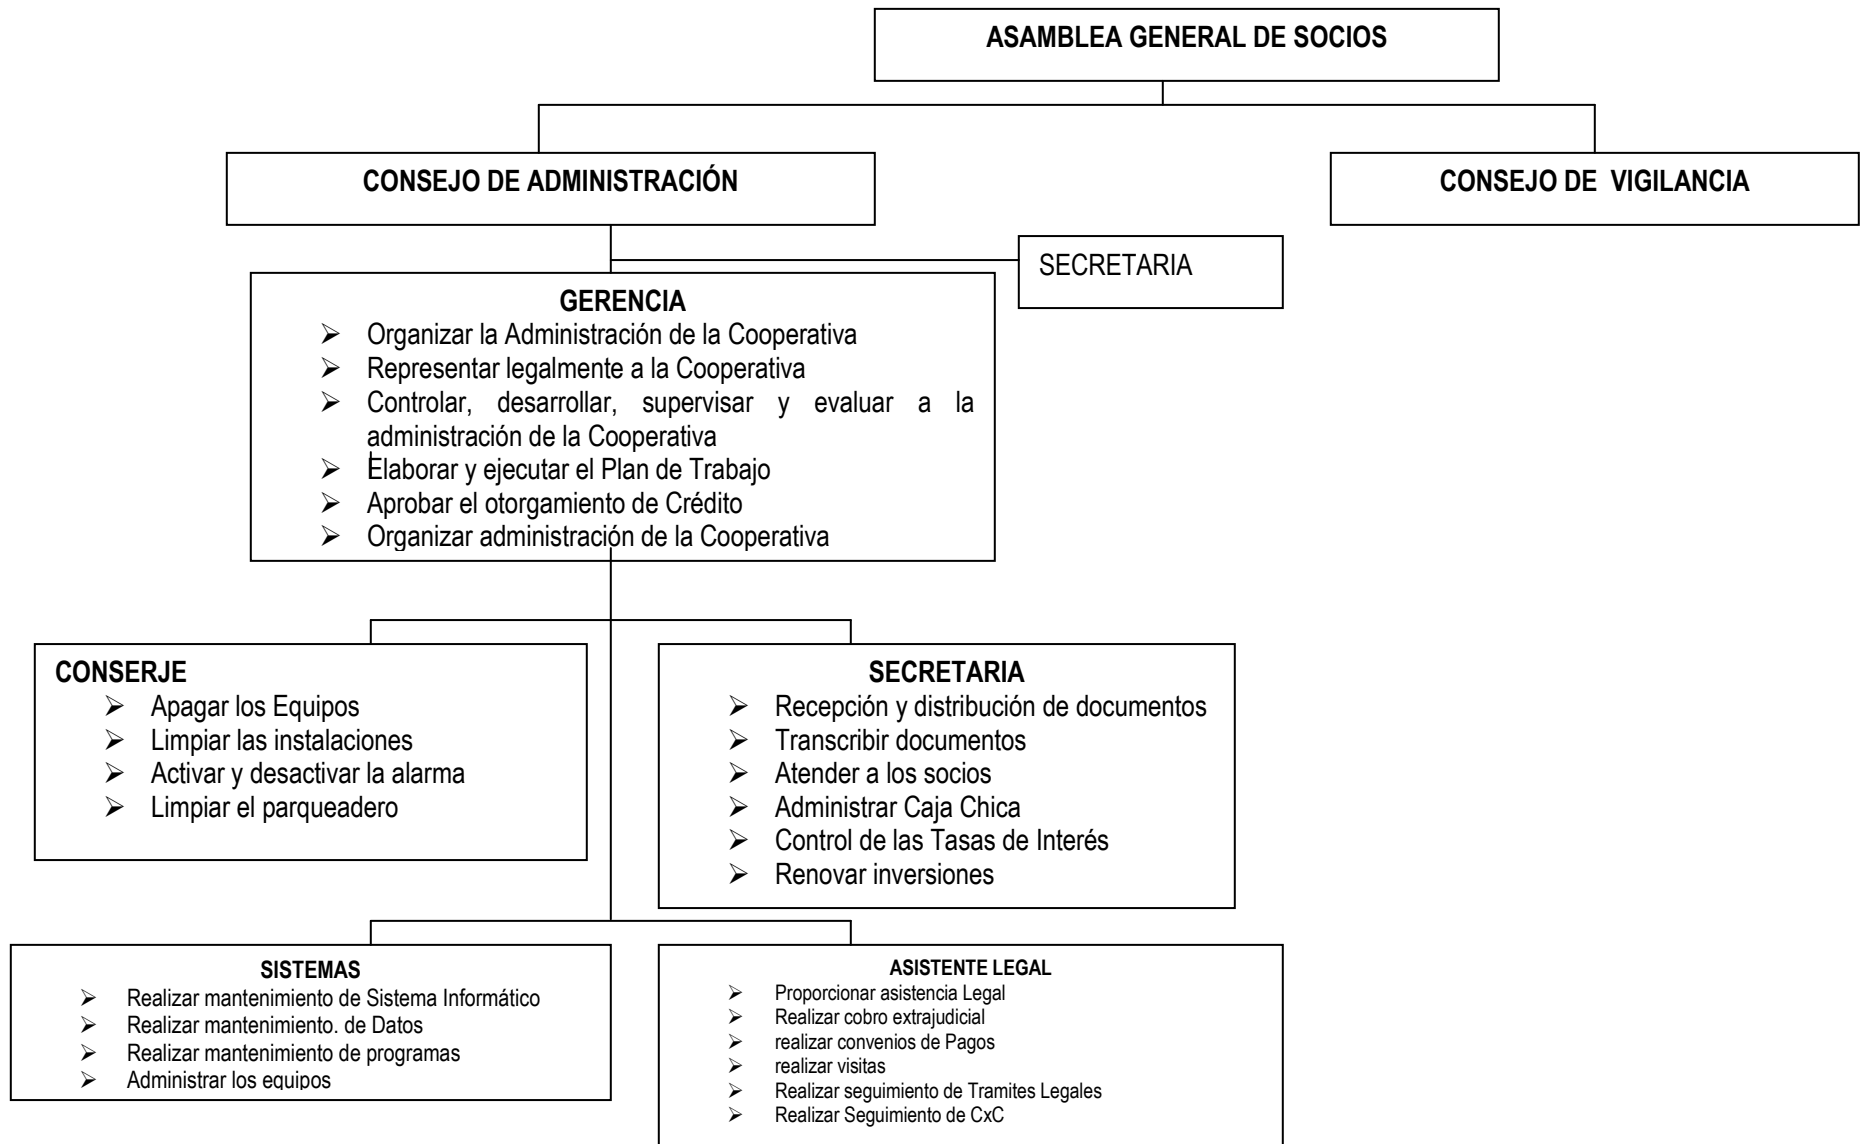 ASAMBLEA GENERAL DE SOCIOS
CONSEJO DE ADMINISTRACIÓN
CONSEJO DE VIGILANCIA
SECRETARIA
GERENCIA
➢ Organizar la Administración de la Cooperativa
➢ Representar legalmente a la Cooperativa
➢ Controlar, desarrollar, supervisar y evaluar a la
administración de la Cooperativa
➢ Elaborar y ejecutar el Plan de Trabajo
➢ Aprobar el otorgamiento de Crédito
➢ Organizar administración de la Cooperativa
CONSERJE
➢ Apagar los Equipos
➢ Limpiar las instalaciones
➢ Activar y desactivar la alarma
➢ Limpiar el parqueadero
SECRETARIA
➢ Recepción y distribución de documentos
➢ Transcribir documentos
➢ Atender a los socios
➢ Administrar Caja Chica
➢ Control de las Tasas de Interés
➢ Renovar inversiones
SISTEMAS
➢ Realizar mantenimiento de Sistema Informático
➢ Realizar mantenimiento. de Datos
➢ Realizar mantenimiento de programas
➢ Administrar los equipos
ASISTENTE LEGAL
➢ Proporcionar asistencia Legal
➢ Realizar cobro extrajudicial
➢ realizar convenios de Pagos
➢ realizar visitas
➢ Realizar seguimiento de Tramites Legales
➢ Realizar Seguimiento de CxC